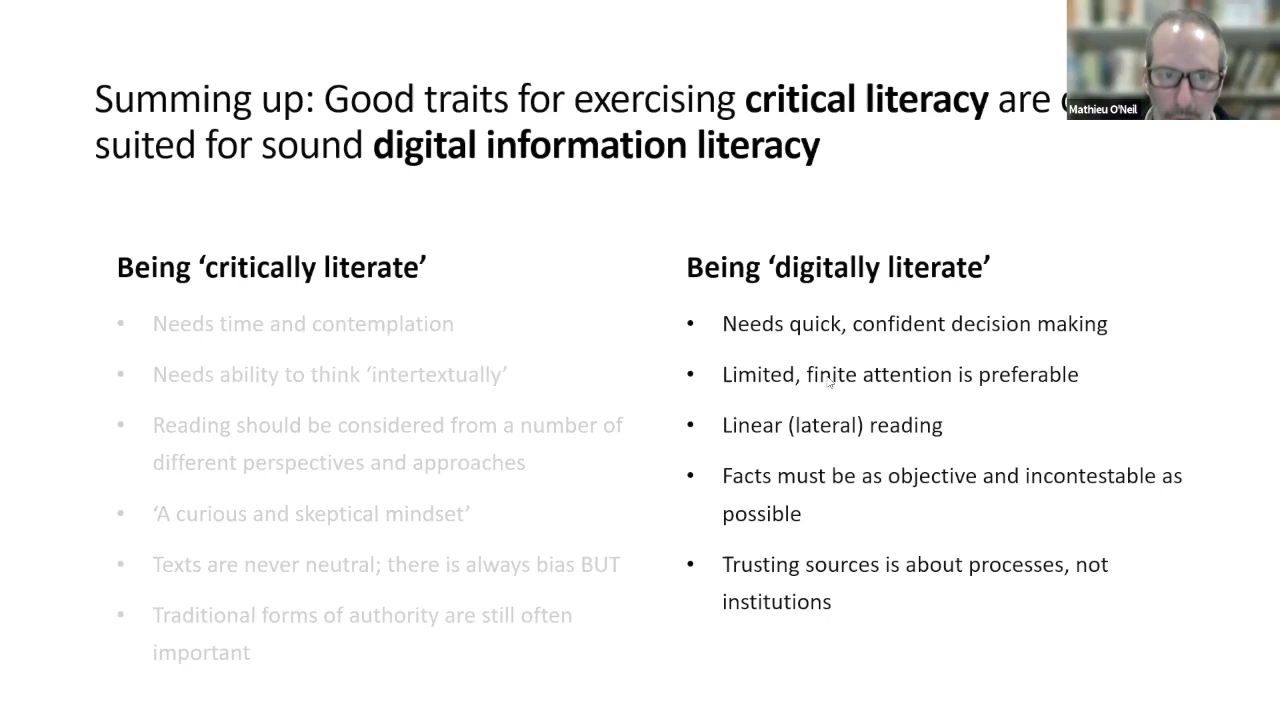 Summing up: Good traits for exercising critical literacy are
suited for sound digital information literacy
Mathieu O'Neil
Being ‘critically literate’
• Needs time and contemplation
• Needs ability to think ‘intertextually’
• Reading should be considered from a number of
different perspectives and approaches
• ‘A curious and skeptical mindset’
• Texts are never neutral; there is always bias BUT
• Traditional forms of authority are still often
important
Being ‘digitally literate’
• Needs quick, confident decision making
• Limited, finite attention is preferable
• Linear (lateral) reading
• Facts must be as objective and incontestable as
possible
• Trusting sources is about processes, not
institutions